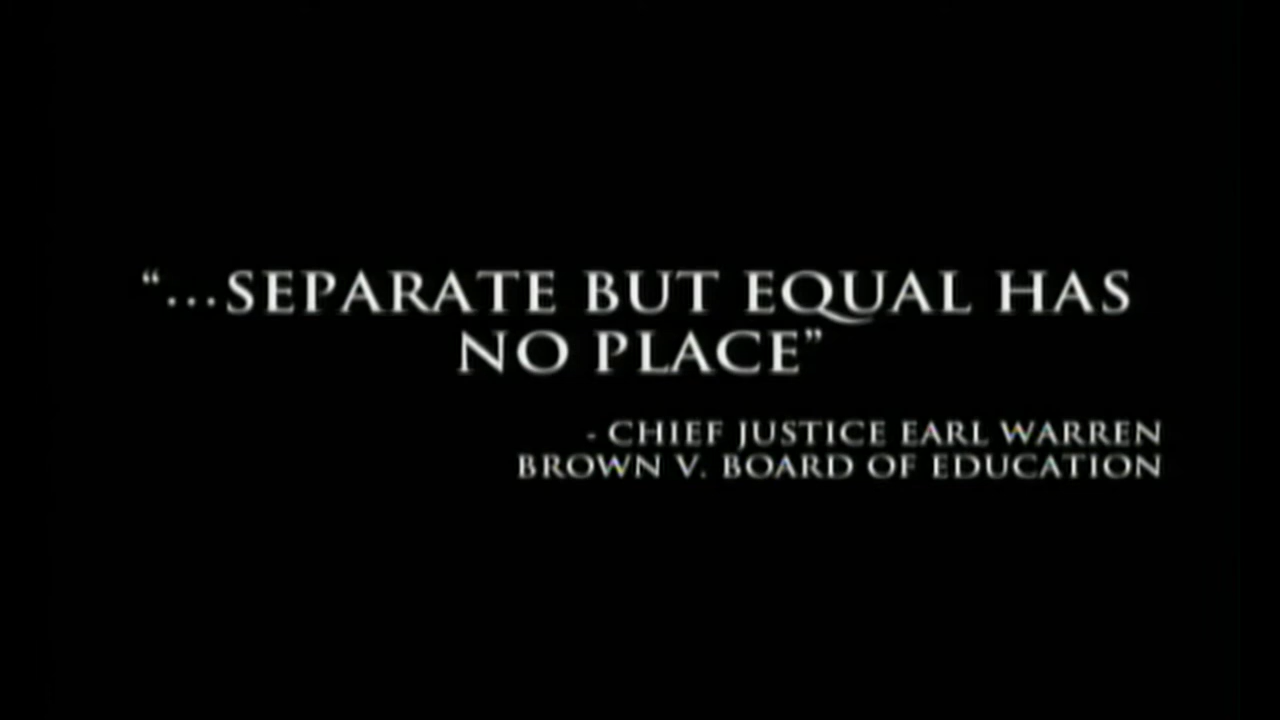 “...SEPARATE BUT EQUAL HAS
NO PLACE”
- CHIEF JUSTICE EARL WARREN
BROWN V. BOARD OF EDUCATION